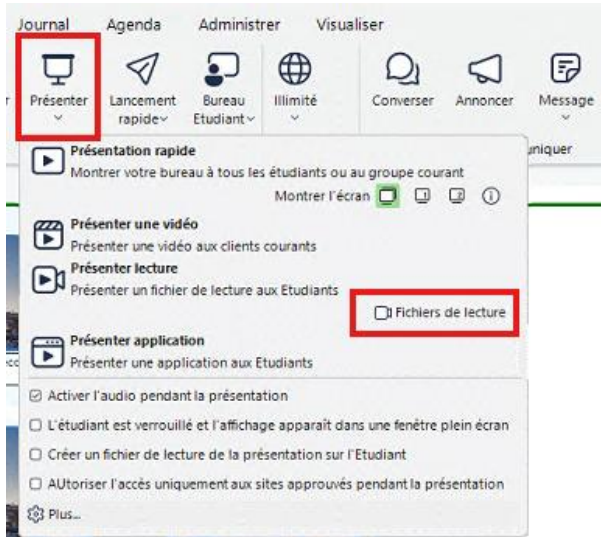 Journal Agenda Administrer Visualiser
r Présenter Lancement Bureau Illimité Converser Annoncer Message
rapide Etudiant
Présentation rapide
niquer
Montrer votre bureau à tous les étudiants ou au groupe courant
Montrer l'écran 1 2
Présenter une vidéo
Présenter une vidéo aux clients courants
Présenter lecture
Présenter un fichier de lecture aux Etudiants
Fichiers de lecture
Présenter application
Présenter une application aux Etudiants
Activer l'audio pendant la présentation
L'étudiant est verrouillé et l'affichage apparaît dans une fenêtre plein écran
Créer un fichier de lecture de la présentation sur l'Etudiant
AUtoriser l'accès uniquement aux sites approuvés pendant la présentation
Plus...